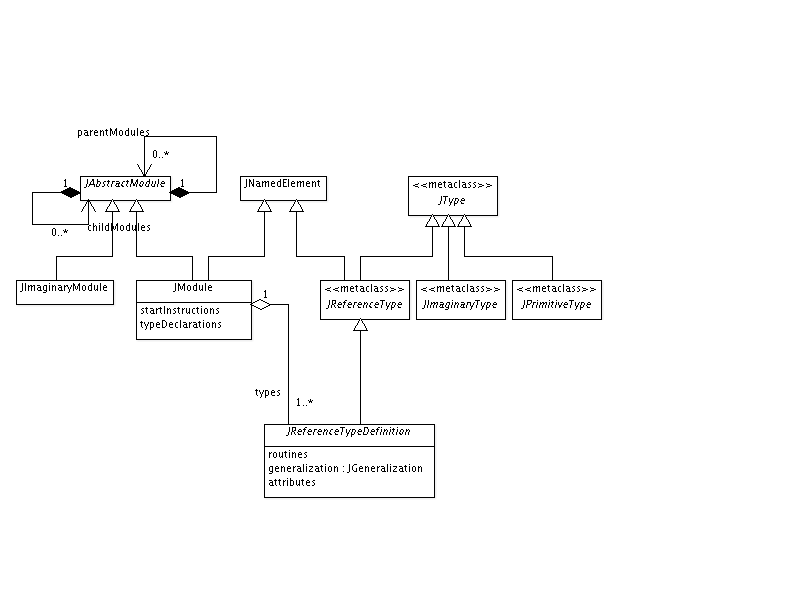 parentModules
0..*
1
JAbstractModule
1
0..*
childModules
JNamedElement
<<metaclass>>
JType
JImaginaryModule
JModule
startInstructions
typeDeclarations
1
<<metaclass>>
JReferenceType
<<metaclass>>
JImaginaryType
<<metaclass>>
JPrimitiveType
types
1..*
JReferenceTypeDefinition
routines
generalization : JGeneralization
attributes